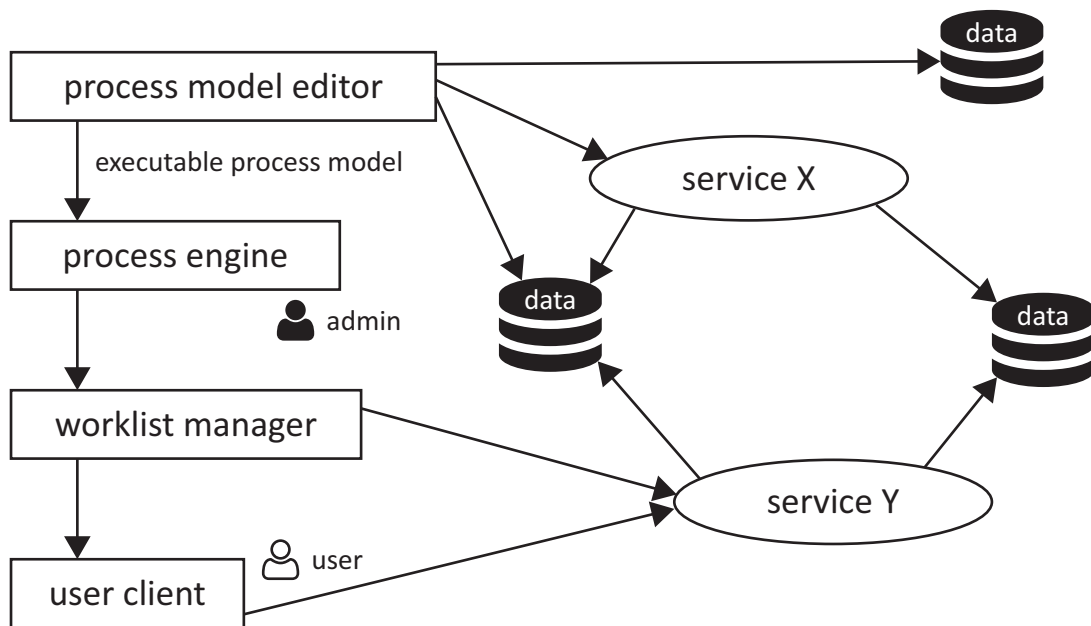 data
process model editor
executable process model
service X
process engine
data
admin
data
worklist manager
service Y
user
user client